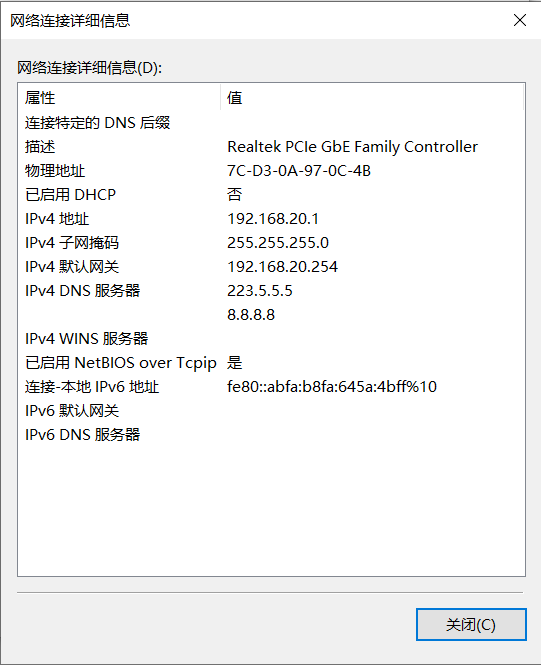 网络连接详细信息
网络连接详细信息(D):
属性 值
连接特定的 DNS 后缀
描述 Realtek PCIe GbE Family Controller
物理地址 7C-D3-0A-97-0C-4B
已启用 DHCP 否
IPv4 地址 192.168.20.1
IPv4 子网掩码 255.255.255.0
IPv4 默认网关 192.168.20.254
IPv4 DNS 服务器 223.5.5.5
8.8.8.8
IPv4 WINS 服务器
已启用 NetBIOS over Tcpip 是
连接-本地 IPv6 地址 fe80::abfa:b8fa:645a:4bff%10
IPv6 默认网关
IPv6 DNS 服务器
关闭(C)